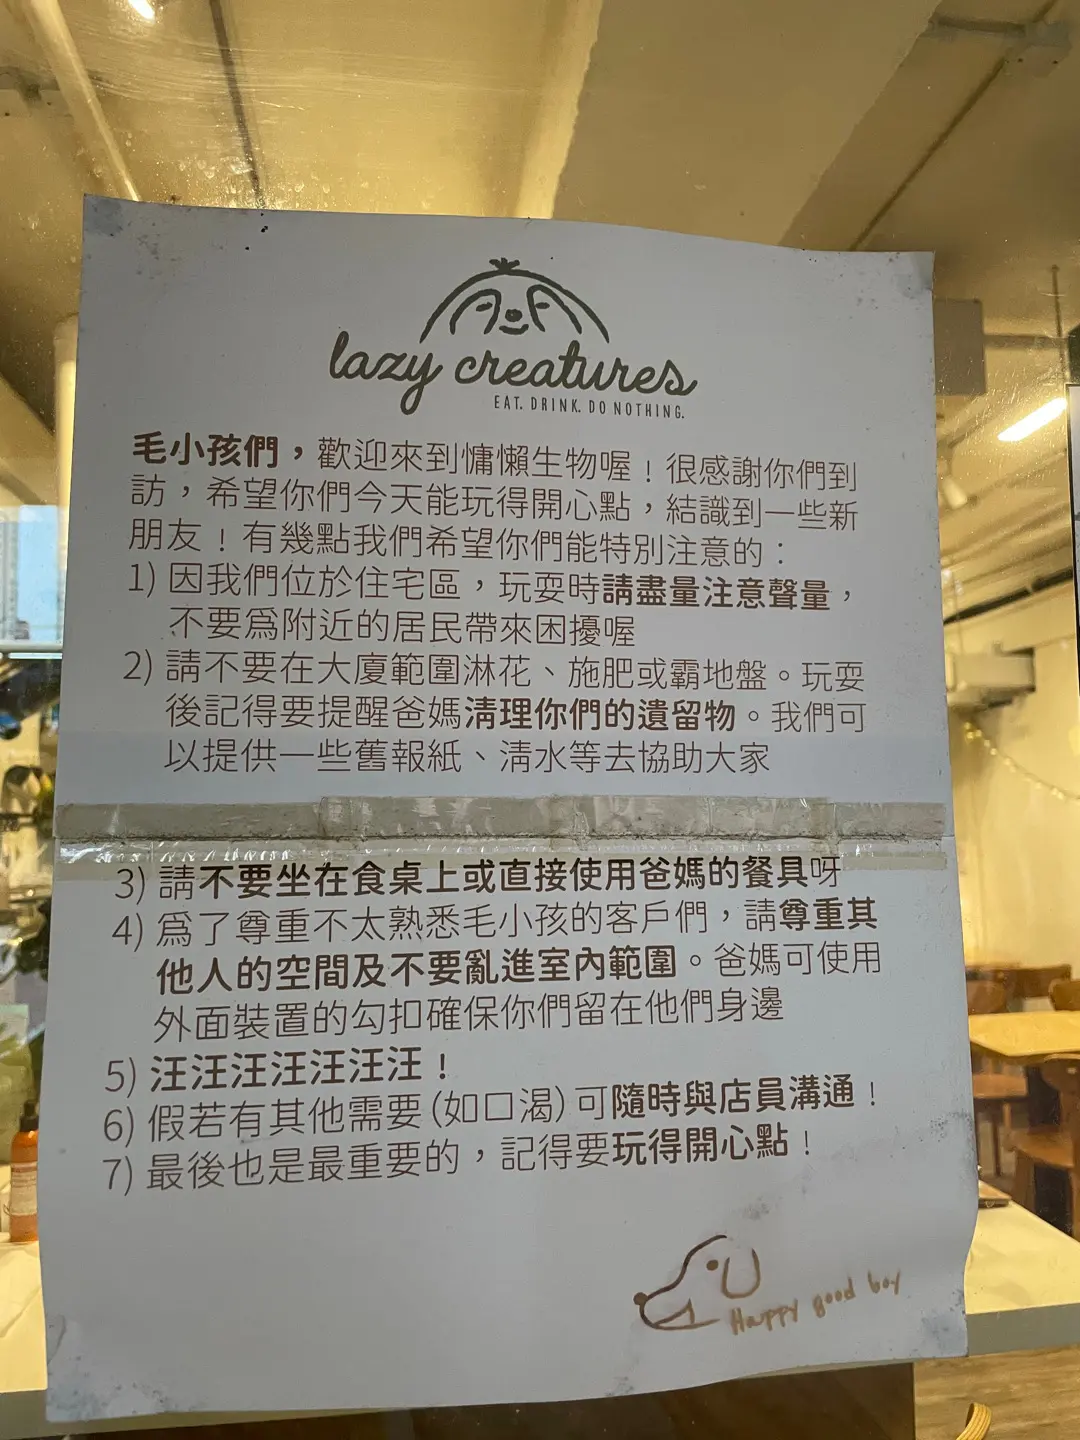 lazy creatures
EAT. DRINK. DO NOTHING.
毛小孩們，歡迎來到慵懶生物喔！很感謝你們到
訪，希望你們今天能玩得開心點，結識到一些新
朋友！有幾點我們希望你們能特別注意的：
1) 因我們位於住宅區，玩耍時請盡量注意聲量，
不要為附近的居民帶來困擾喔
2) 請不要在大廈範圍淋花、施肥或霸地盤。玩耍
後記得要提醒爸媽清理你們的遺留物。我們可
以提供一些舊報紙、清水等去協助大家
3) 請不要坐在食桌上或直接使用爸媽的餐具呀
4) 為了尊重不太熟悉毛小孩的客戶們，請尊重其
他人的空間及不要亂進室內範圍。爸媽可使用
外面裝置的勾扣確保你們留在他們身邊
5) 汪汪汪汪汪汪汪！
6) 假若有其他需要 (如口渴) 可隨時與店員溝通！
7) 最後也是最重要的，記得要玩得開心點！
Happy good boy